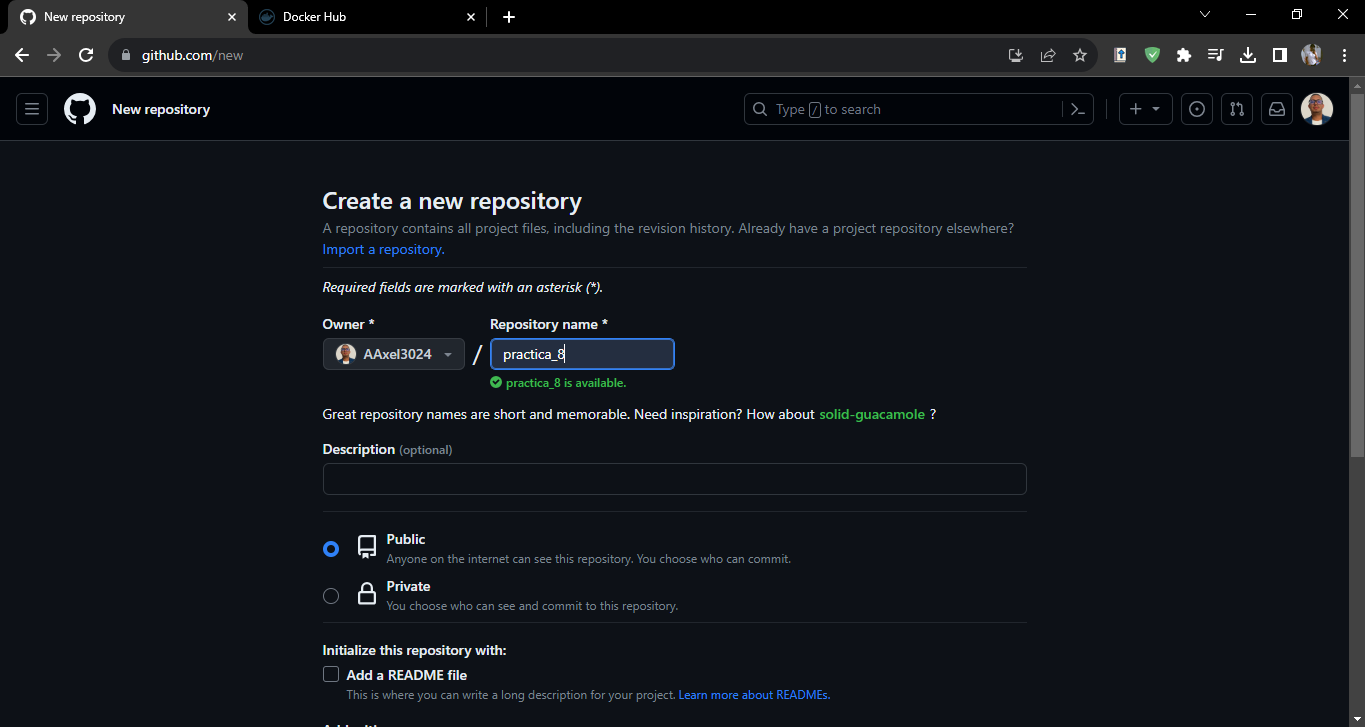 New repository
Docker Hub
github.com/new
New repository
Type / to search
Create a new repository
A repository contains all project files, including the revision history. Already have a project repository elsewhere?
Import a repository.
Required fields are marked with an asterisk (*).
Owner *
Repository name *
AAxel3024
/
practica_8
practica_8 is available.
Great repository names are short and memorable. Need inspiration? How about solid-guacamole ?
Description (optional)
Public
Anyone on the internet can see this repository. You choose who can commit.
Private
You choose who can see and commit to this repository.
Initialize this repository with:
Add a README file
This is where you can write a long description for your project. Learn more about READMEs.